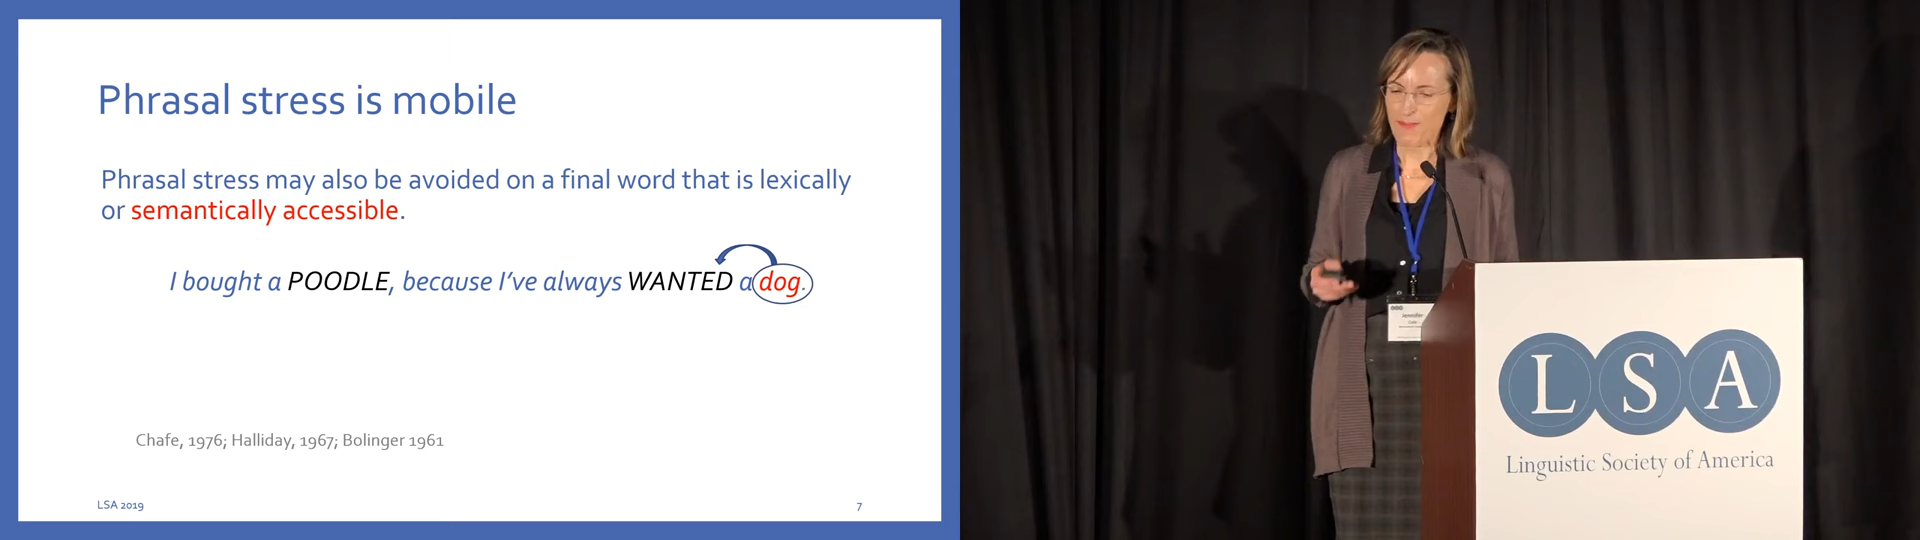 Phrasal stress is mobile
Phrasal stress may also be avoided on a final word that is lexically
or semantically accessible.
I bought a POODLE, because I've always WANTED a dog.
Chafe, 1976; Halliday, 1967; Bolinger 1961
LSA 2019
7
Jennifer
LSA
Linguistic Society of America